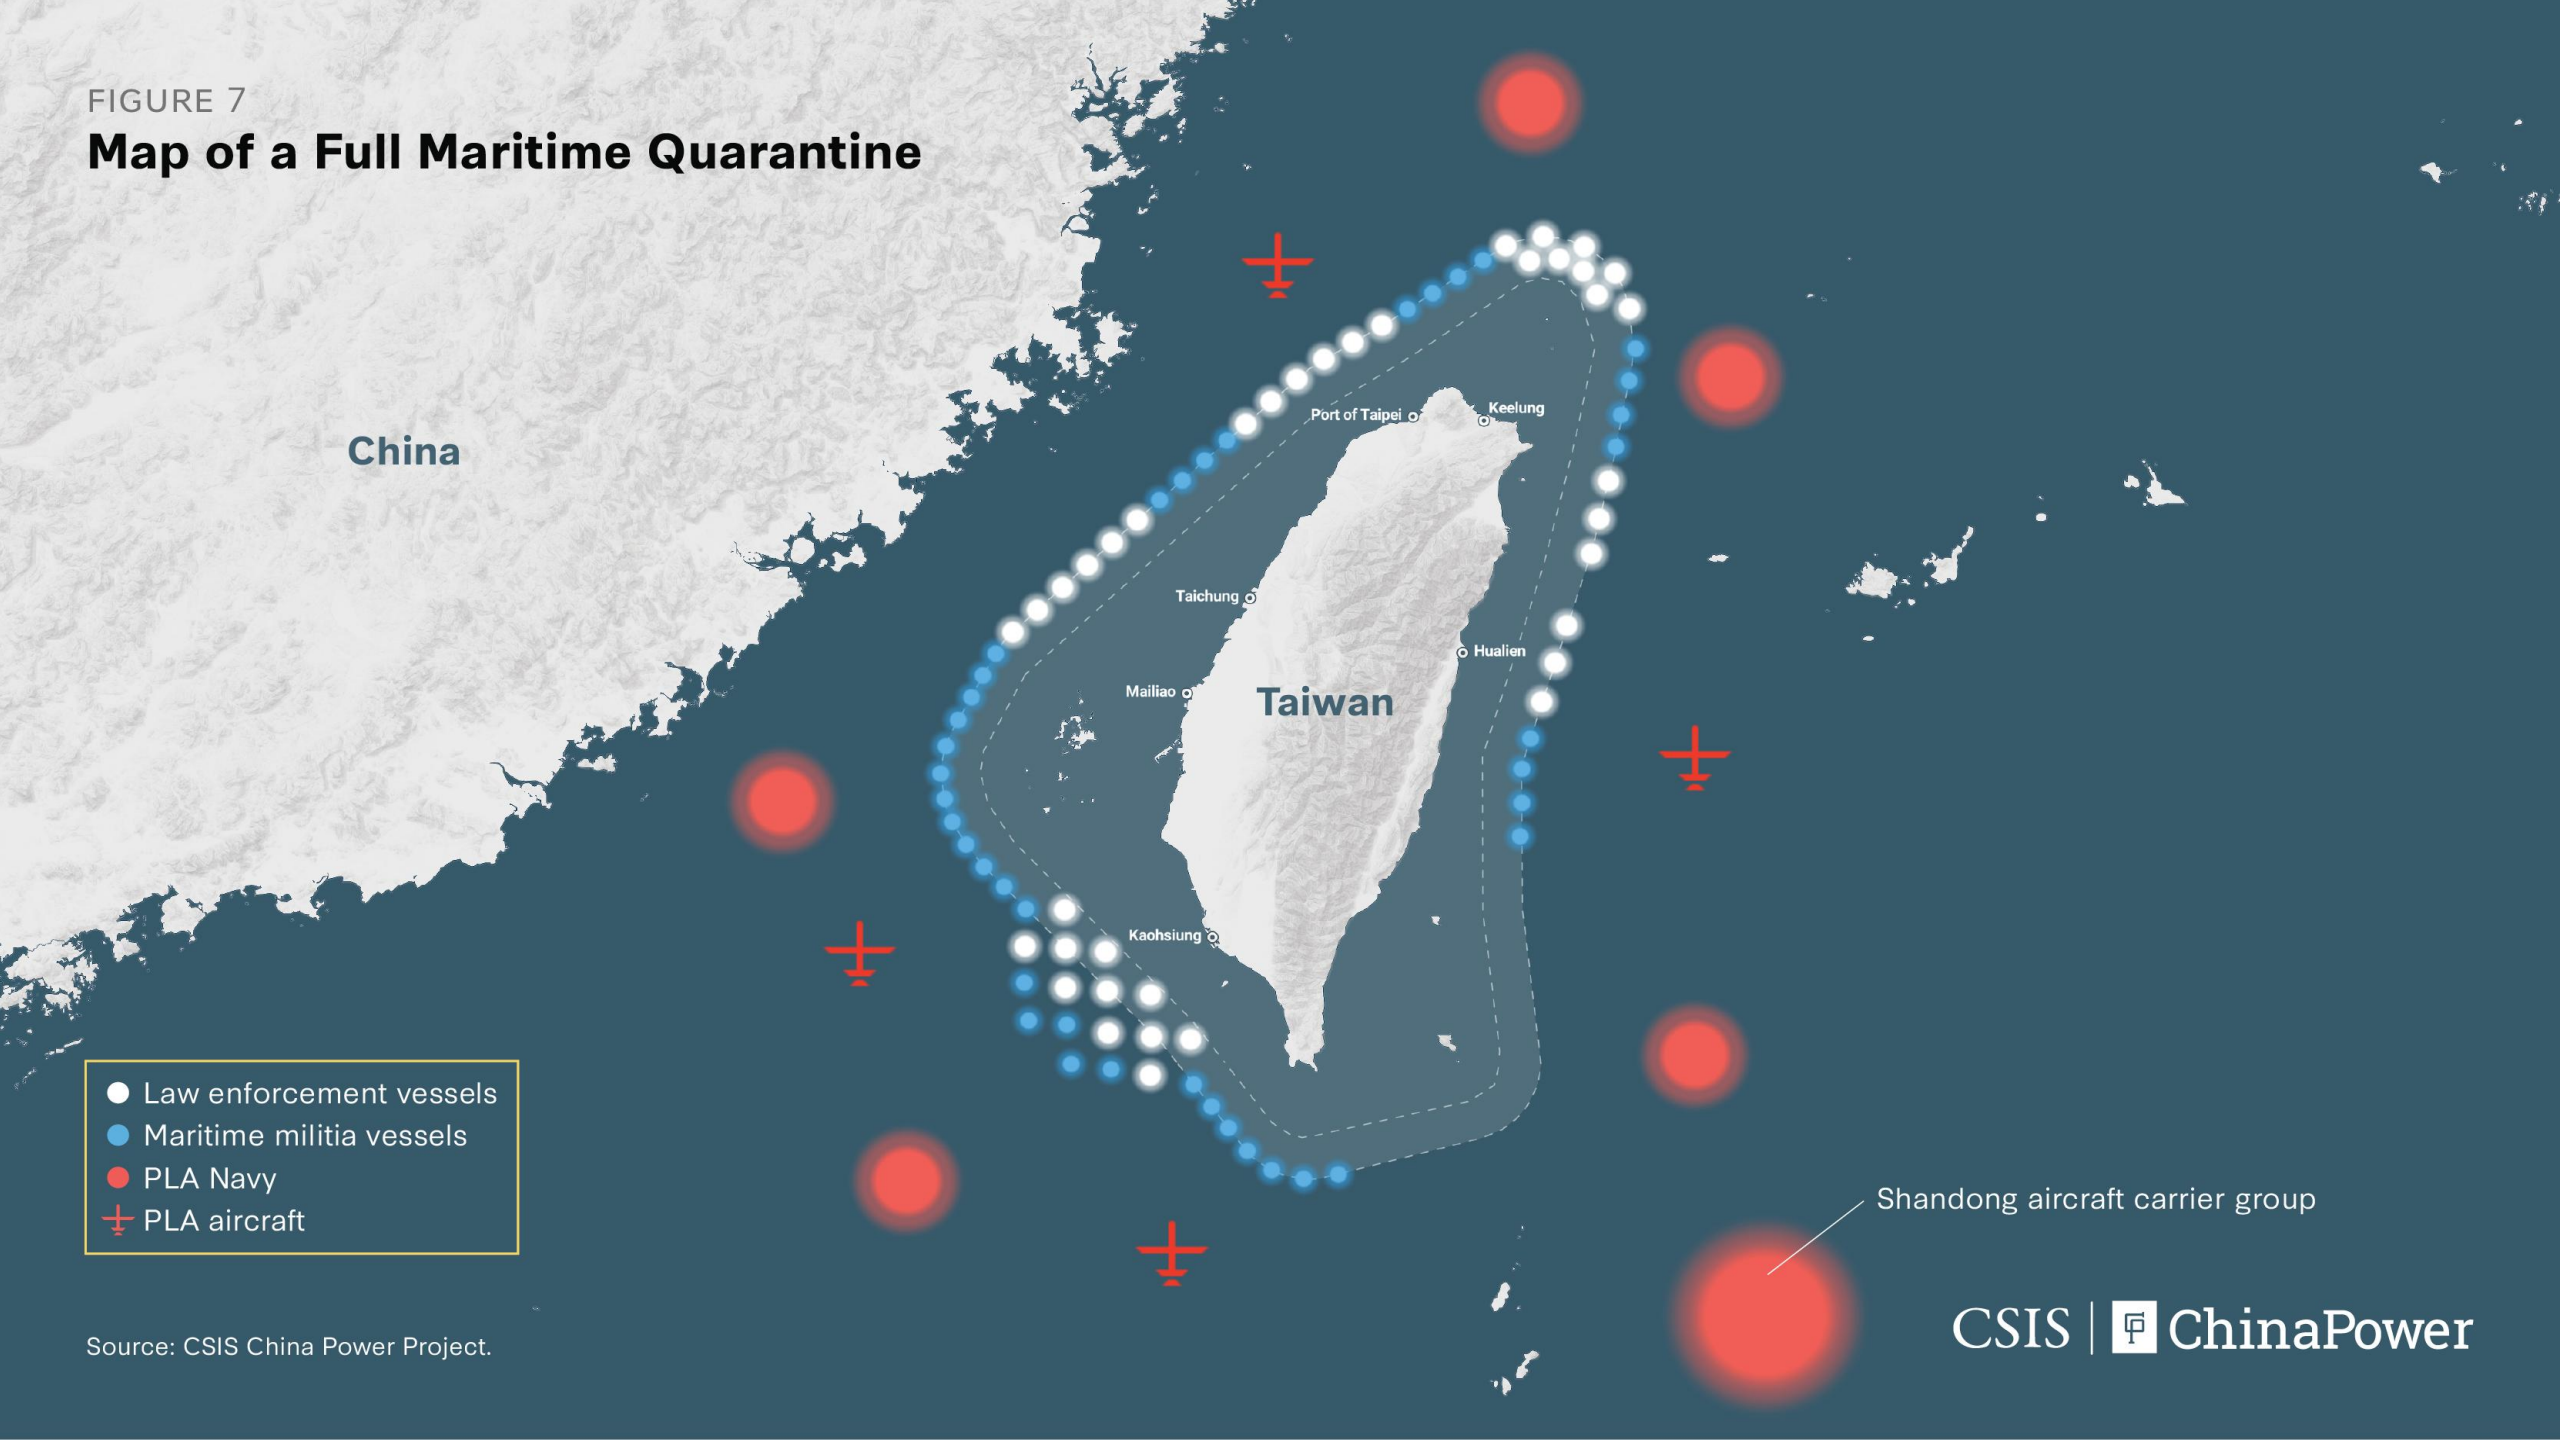 FIGURE 7
Map of a Full Maritime Quarantine
China
Port of Taipei
Keelung
Taichung
Hualien
Mailiao
Taiwan
Kaohsiung
Law enforcement vessels
Maritime militia vessels
PLA Navy
PLA aircraft
Shandong aircraft carrier group
Source: CSIS China Power Project.
CSIS | ChinaPower